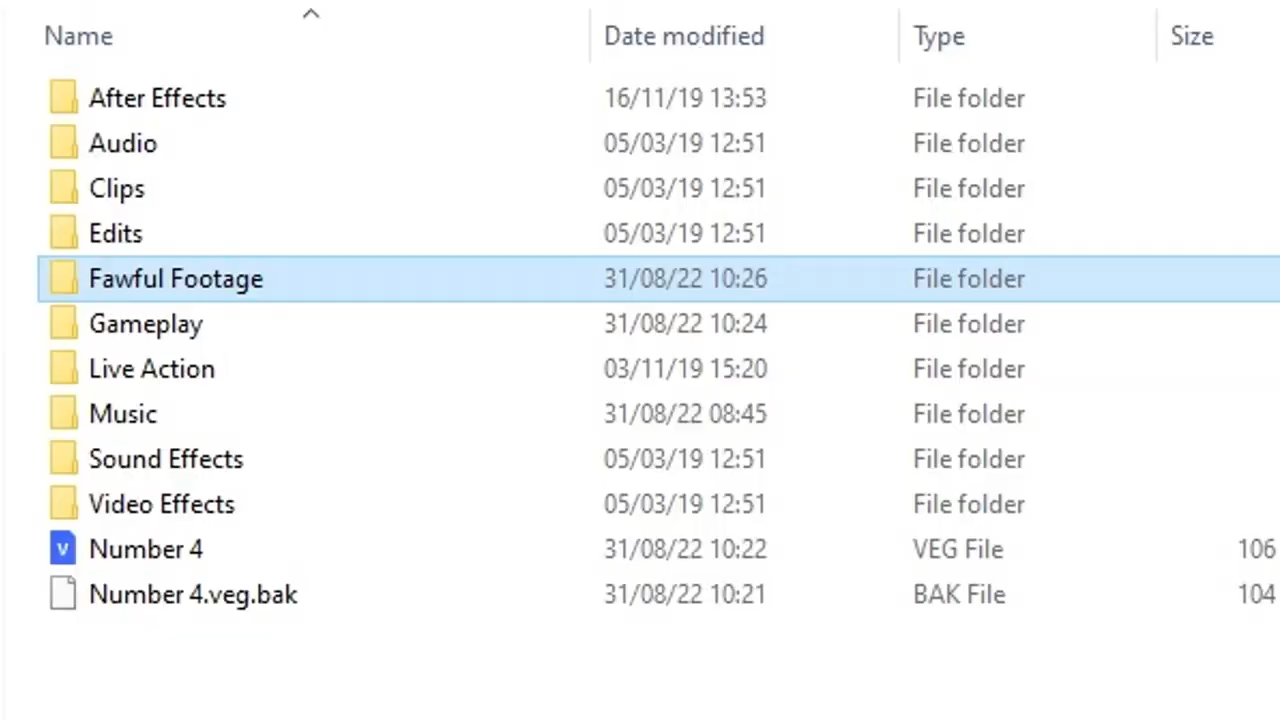 Name Date modified Type Size
After Effects 16/11/19 13:53 File folder
Audio 05/03/19 12:51 File folder
Clips 05/03/19 12:51 File folder
Edits 05/03/19 12:51 File folder
Fawful Footage 31/08/22 10:26 File folder
Gameplay 31/08/22 10:24 File folder
Live Action 03/11/19 15:20 File folder
Music 31/08/22 08:45 File folder
Sound Effects 05/03/19 12:51 File folder
Video Effects 05/03/19 12:51 File folder
V Number 4 31/08/22 10:22 VEG File 106
Number 4.veg.bak 31/08/22 10:21 BAK File 104